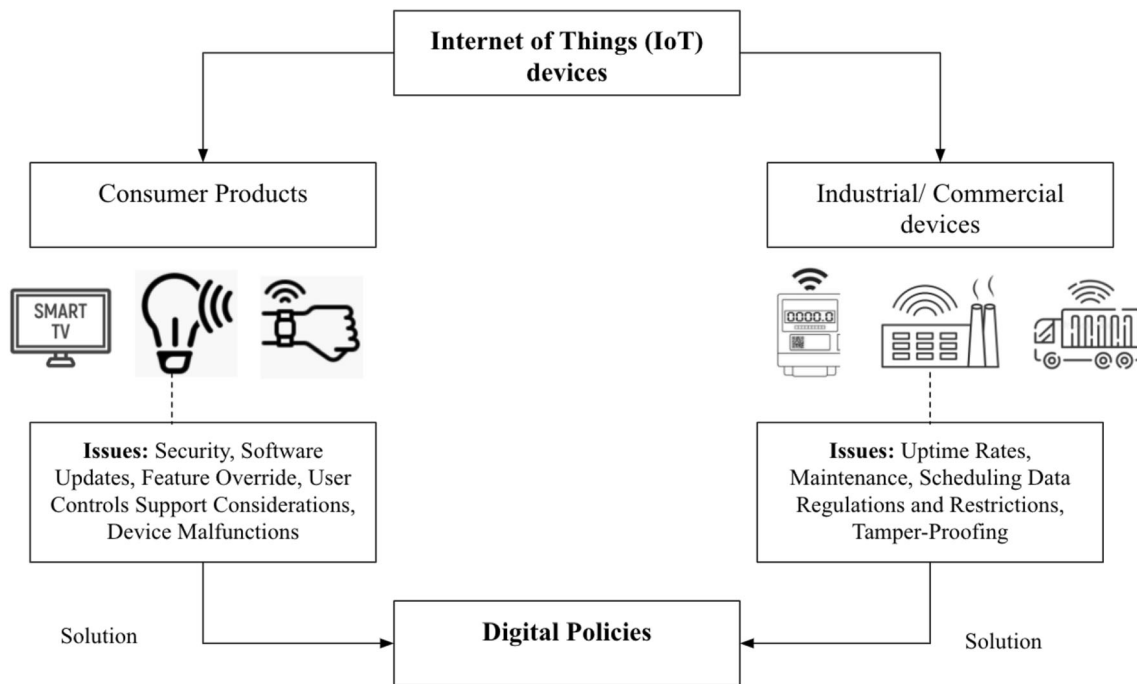 Internet of Things (IoT)
devices
Consumer Products
Industrial/ Commercial
devices
SMART
TV
0000.0
Issues: Security, Software
Updates, Feature Override, User
Controls Support Considerations,
Device Malfunctions
Issues: Uptime Rates,
Maintenance, Scheduling Data
Regulations and Restrictions,
Tamper-Proofing
Solution
Digital Policies
Solution